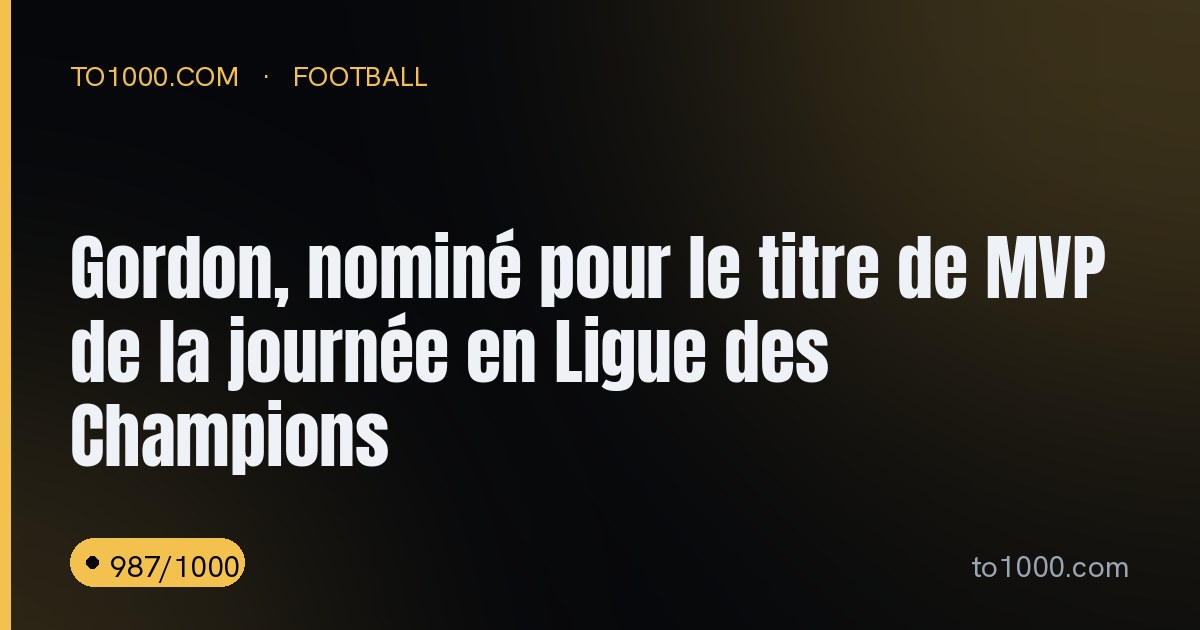 TO1000.COM · FOOTBALL
Gordon, nominé pour le titre de MVP
de la journée en Ligue des
Champions
987/1000
to1000.com